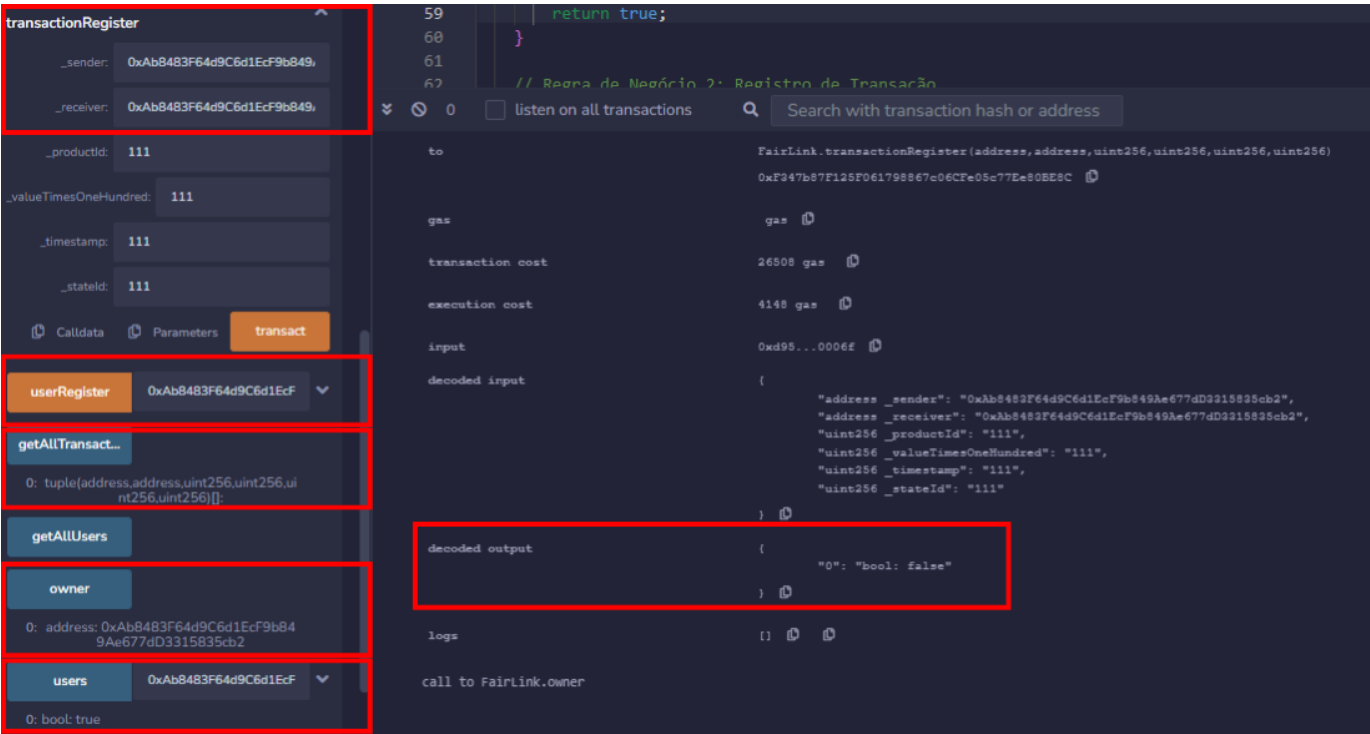 transactionRegister
_sender: 0xAb8483F64d9C6d1EcF9b849
_receiver: 0xAb8483F64d9C6d1EcF9b849
_productId: 111
_valueTimesOneHundred: 111
_timestamp: 111
_stateId: 111
Calldata Parameters transact
userRegister 0xAb8483F64d9C6d1EcF
getAllTransact...
0: tuple(address,address,uint256,uint256,ui
nt256,uint256)[]:
getAllUsers
owner
0: address: 0xAb8483F64d9C6d1EcF9b84
9Ae677dD3315835cb2
users 0xAb8483F64d9C6d1EcF
0: bool: true
59 return true;
60 }
61
62 // Regra de Negócio 2: Registro de Transação
0 listen on all transactions Search with transaction hash or address
to FairLink.transactionRegister(address,address,uint256,uint256,uint256,uint256)
0xF347b87F125F061798867c06CFe05c77Ee80BE8C
gas gas
transaction cost 26508 gas
execution cost 4148 gas
input 0xd95...0006f
decoded input {
"address _sender": "0xAb8483F64d9C6d1EcF9b849Ae677dD3315835cb2",
"address _receiver": "0xAb8483F64d9C6d1EcF9b849Ae677dD3315835cb2",
"uint256 _productId": "111",
"uint256 _valueTimesOneHundred": "111",
"uint256 _timestamp": "111",
"uint256 _stateId": "111"
}
decoded output {
"0": "bool: false"
}
logs []
call to FairLink.owner